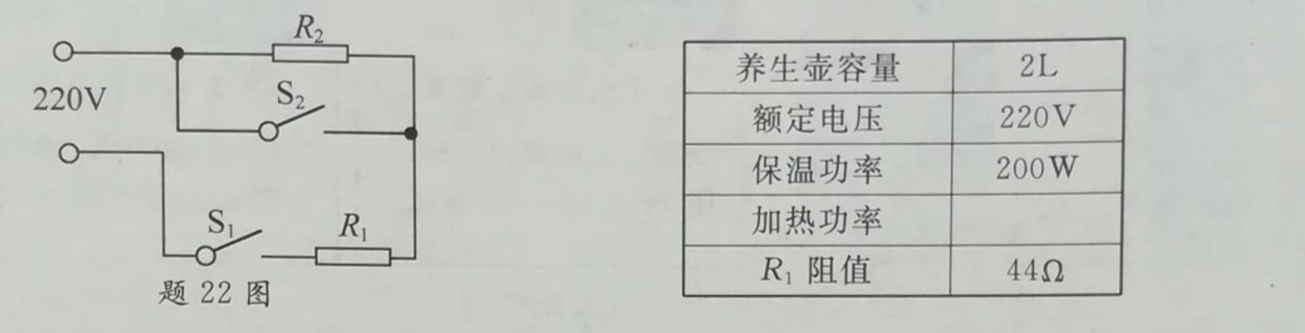 R₂
220V
S₂
S₁
R₁
题 22 图
养生壶容量 2L
额定电压 220V
保温功率 200W
加热功率
R₁ 阻值 44Ω